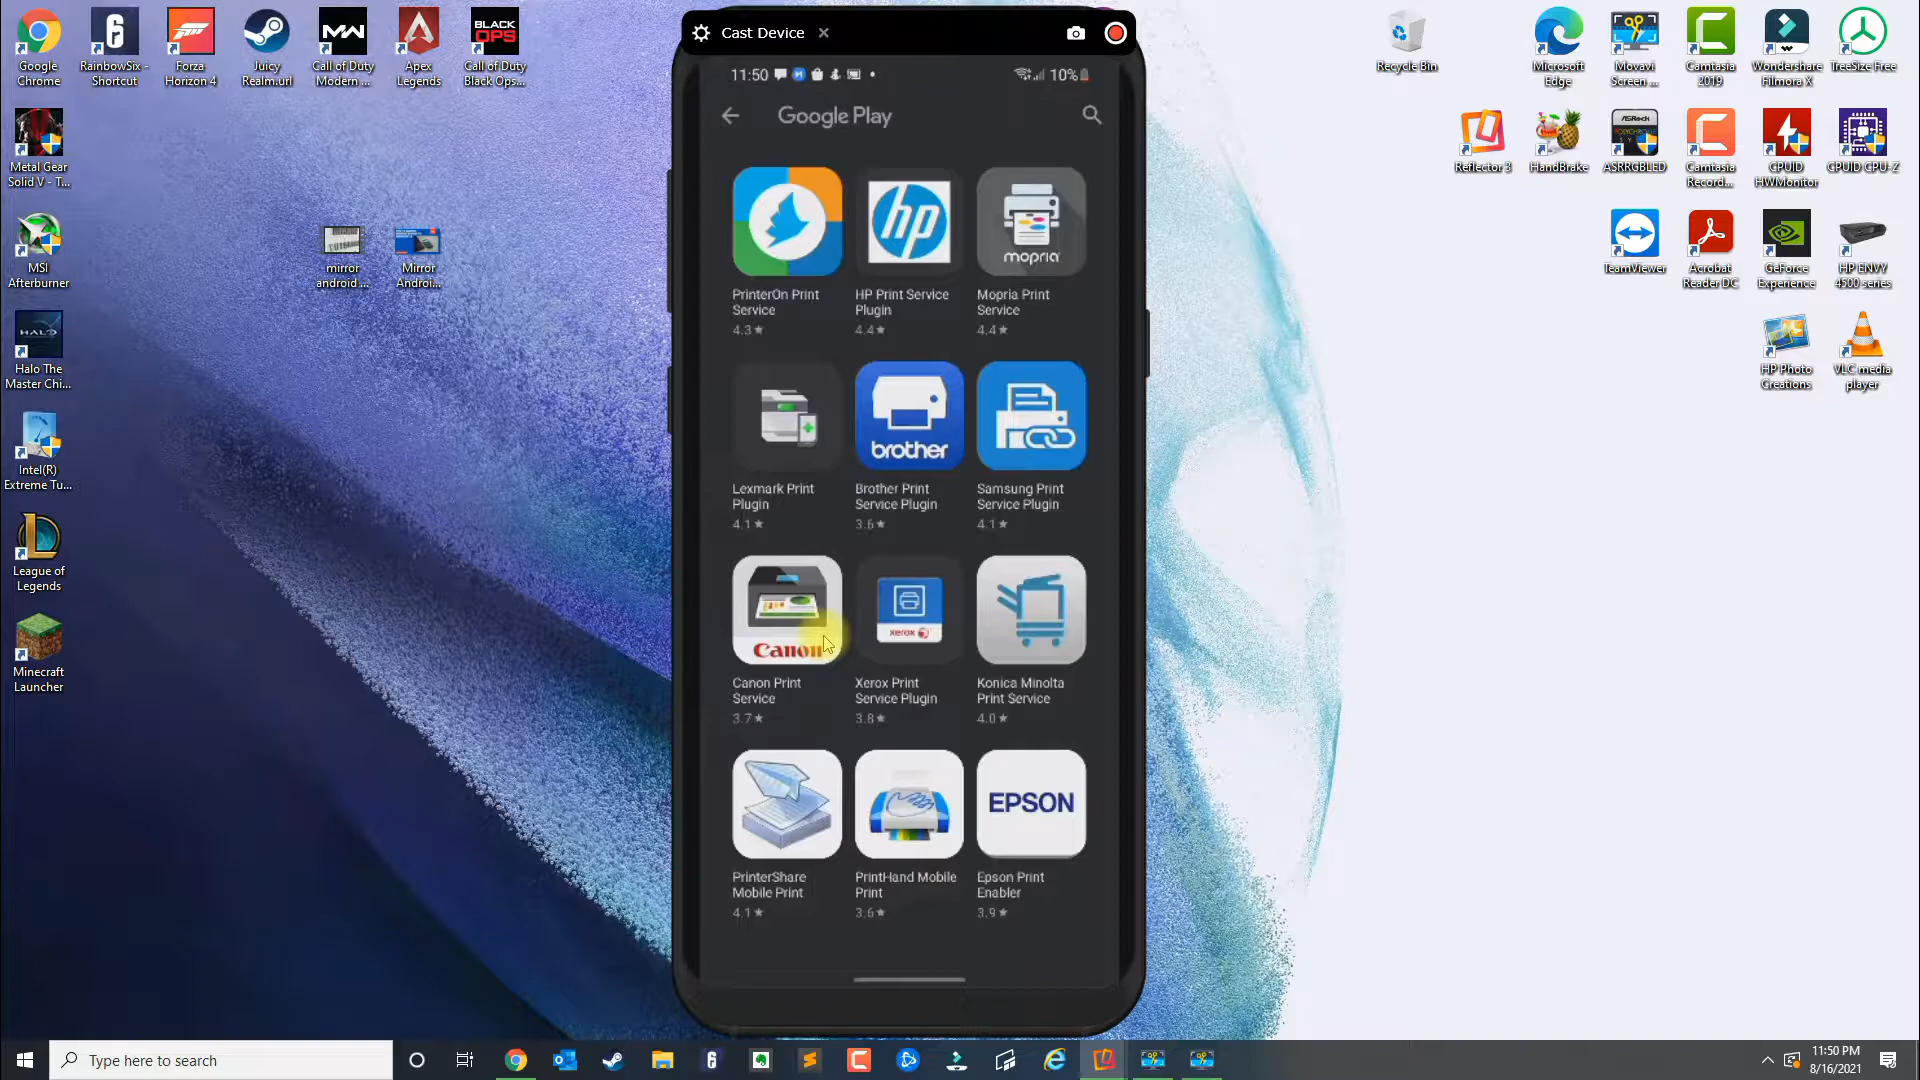 Cast Device
11:50
10%
Google Play
hp
mopria
PrinterOn Print
Service
4.3★
HP Print Service
Plugin
4.4★
Mopria Print
Service
4.4★
brother
Lexmark Print
Plugin
4.1★
Brother Print
Service Plugin
3.6★
Samsung Print
Service Plugin
4.1★
Canon
xerox
Canon Print
Service
3.7★
Xerox Print
Service Plugin
3.8★
Konica Minolta
Print Service
4.0★
EPSON
PrinterShare
Mobile Print
4.1★
PrintHand Mobile
Print
3.6★
Epson Print
Enabler
3.9★
Google
Chrome
RainbowSix -
Shortcut
Forza
Horizon 4
Juicy
Realm.url
MW
Call of Duty
Modern ...
Apex
Legends
BLACK
OPS
Call of Duty
Black Ops...
Metal Gear
Solid V - T...
mirror
android ...
Mirror
Androi...
MSI
Afterburner
HALO
Halo The
Master Chi...
Intel(R)
Extreme Tu...
League of
Legends
Minecraft
Launcher
Recycle Bin
Microsoft
Edge
Movavi
Screen ...
Camtasia
2019
Wondershare
Filmora X
TreeSize Free
Reflector 3
HandBrake
ASRock
ASRRGBLED
Camtasia
Record...
CPUID
HWMonitor
CPUID CPU-Z
TeamViewer
Acrobat
Reader DC
GeForce
Experience
HP ENVY
4500 series
HP Photo
Creations
VLC media
player
Type here to search
11:50 PM
8/16/2021